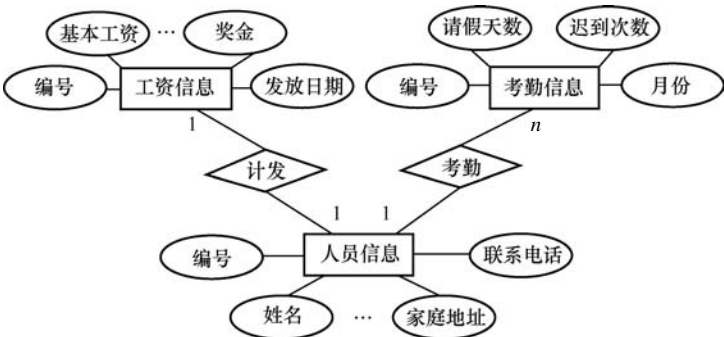 基本工资 … 奖金 请假天数 迟到次数
编号 工资信息 发放日期 编号 考勤信息 月份
1 n
计发 考勤
1 1
编号 人员信息 联系电话
姓名 … 家庭地址